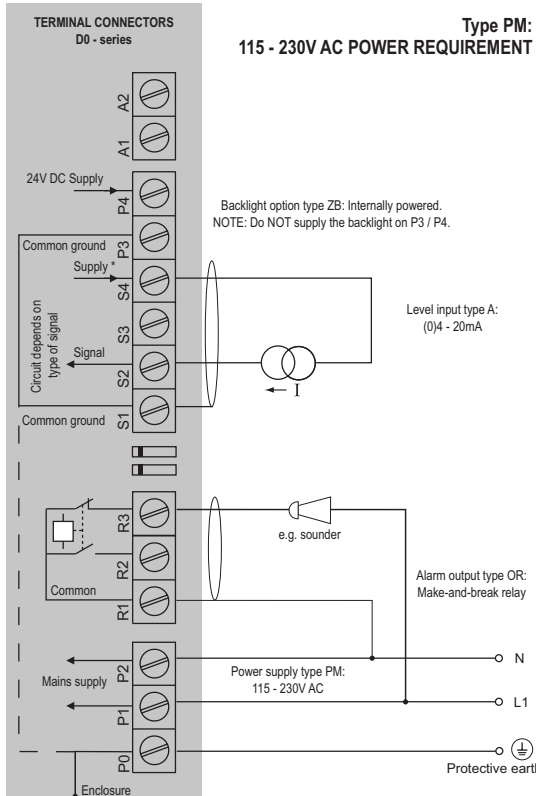 TERMINAL CONNECTORS
D0 - series
Type PM:
115 - 230V AC POWER REQUIREMENT
A2
A1
24V DC Supply
P4
Backlight option type ZB: Internally powered.
NOTE: Do NOT supply the backlight on P3 / P4.
Common ground
P3
Supply *
S4
Level input type A:
(0)4 - 20mA
S3
Circuit depends on
type of signal
Signal
S2
I
Common ground
S1
R3
e.g. sounder
R2
Alarm output type OR:
Make-and-break relay
Common
R1
P2
N
Mains supply
Power supply type PM:
115 - 230V AC
P1
L1
P0
Protective earth
Enclosure